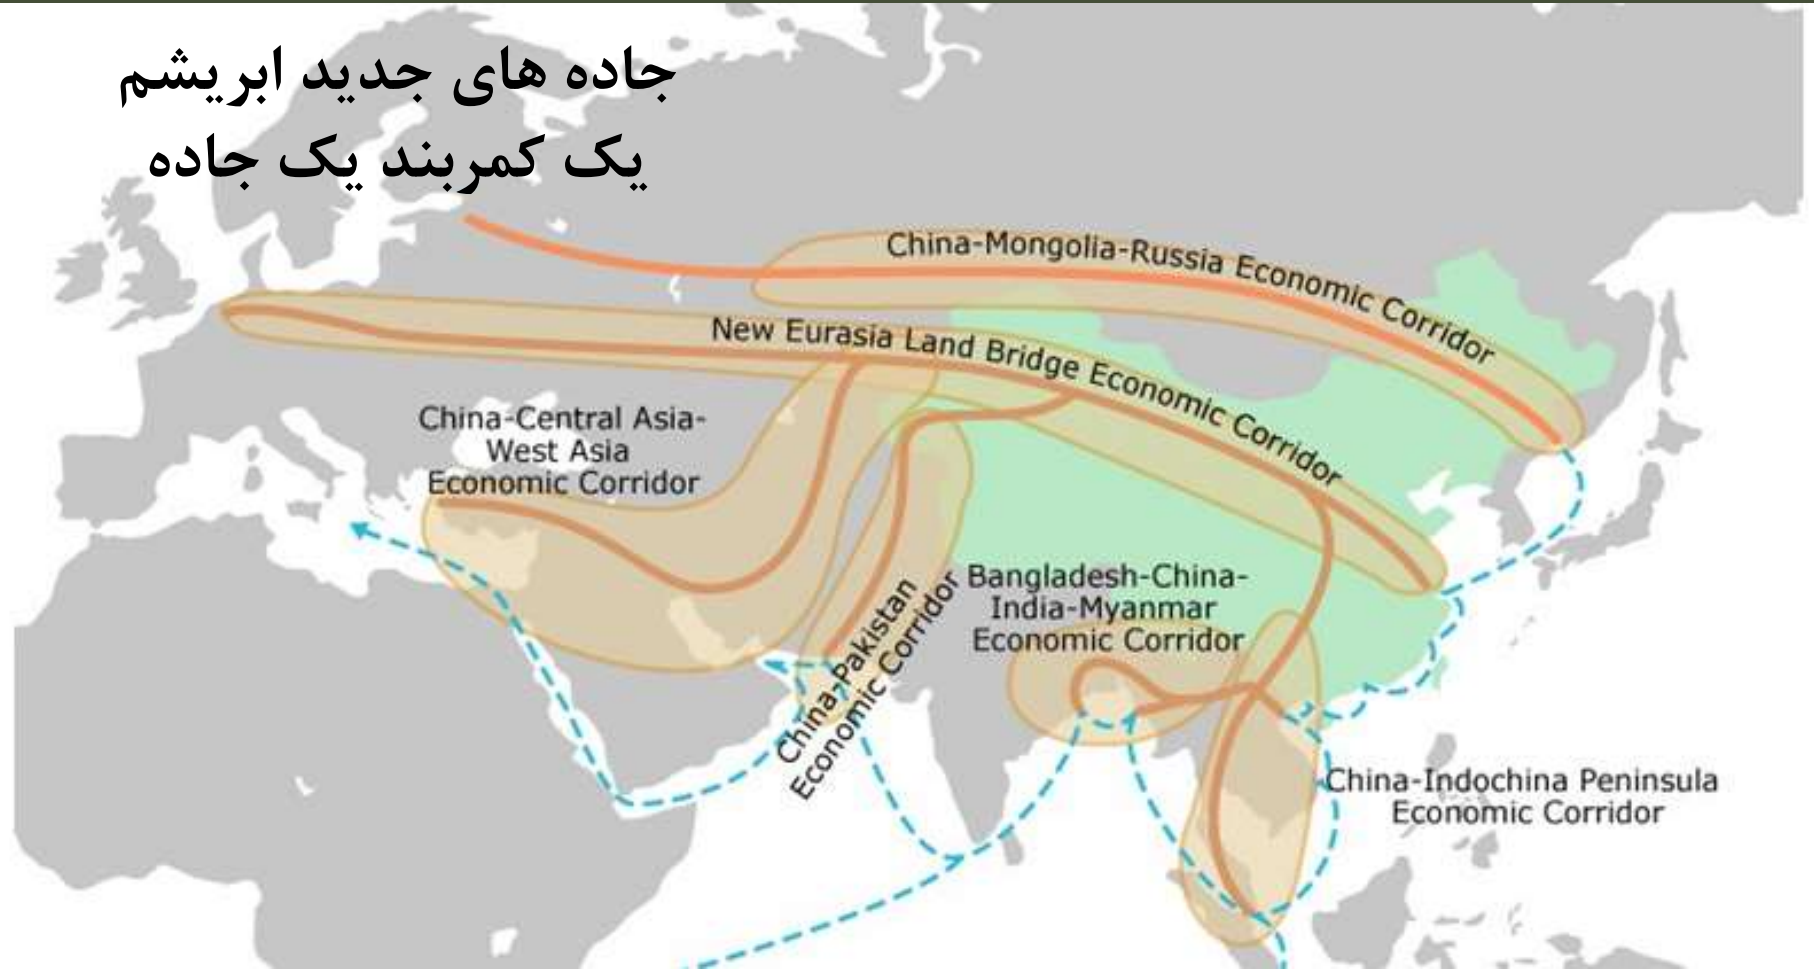 جاده های جدید ابریشم
یک کمربند یک جاده
China-Mongolia-Russia Economic Corridor
New Eurasia Land Bridge Economic Corridor
China-Central Asia-
West Asia
Economic Corridor
China-Pakistan
Economic Corridor
Bangladesh-China-
India-Myanmar
Economic Corridor
China-Indochina Peninsula
Economic Corridor